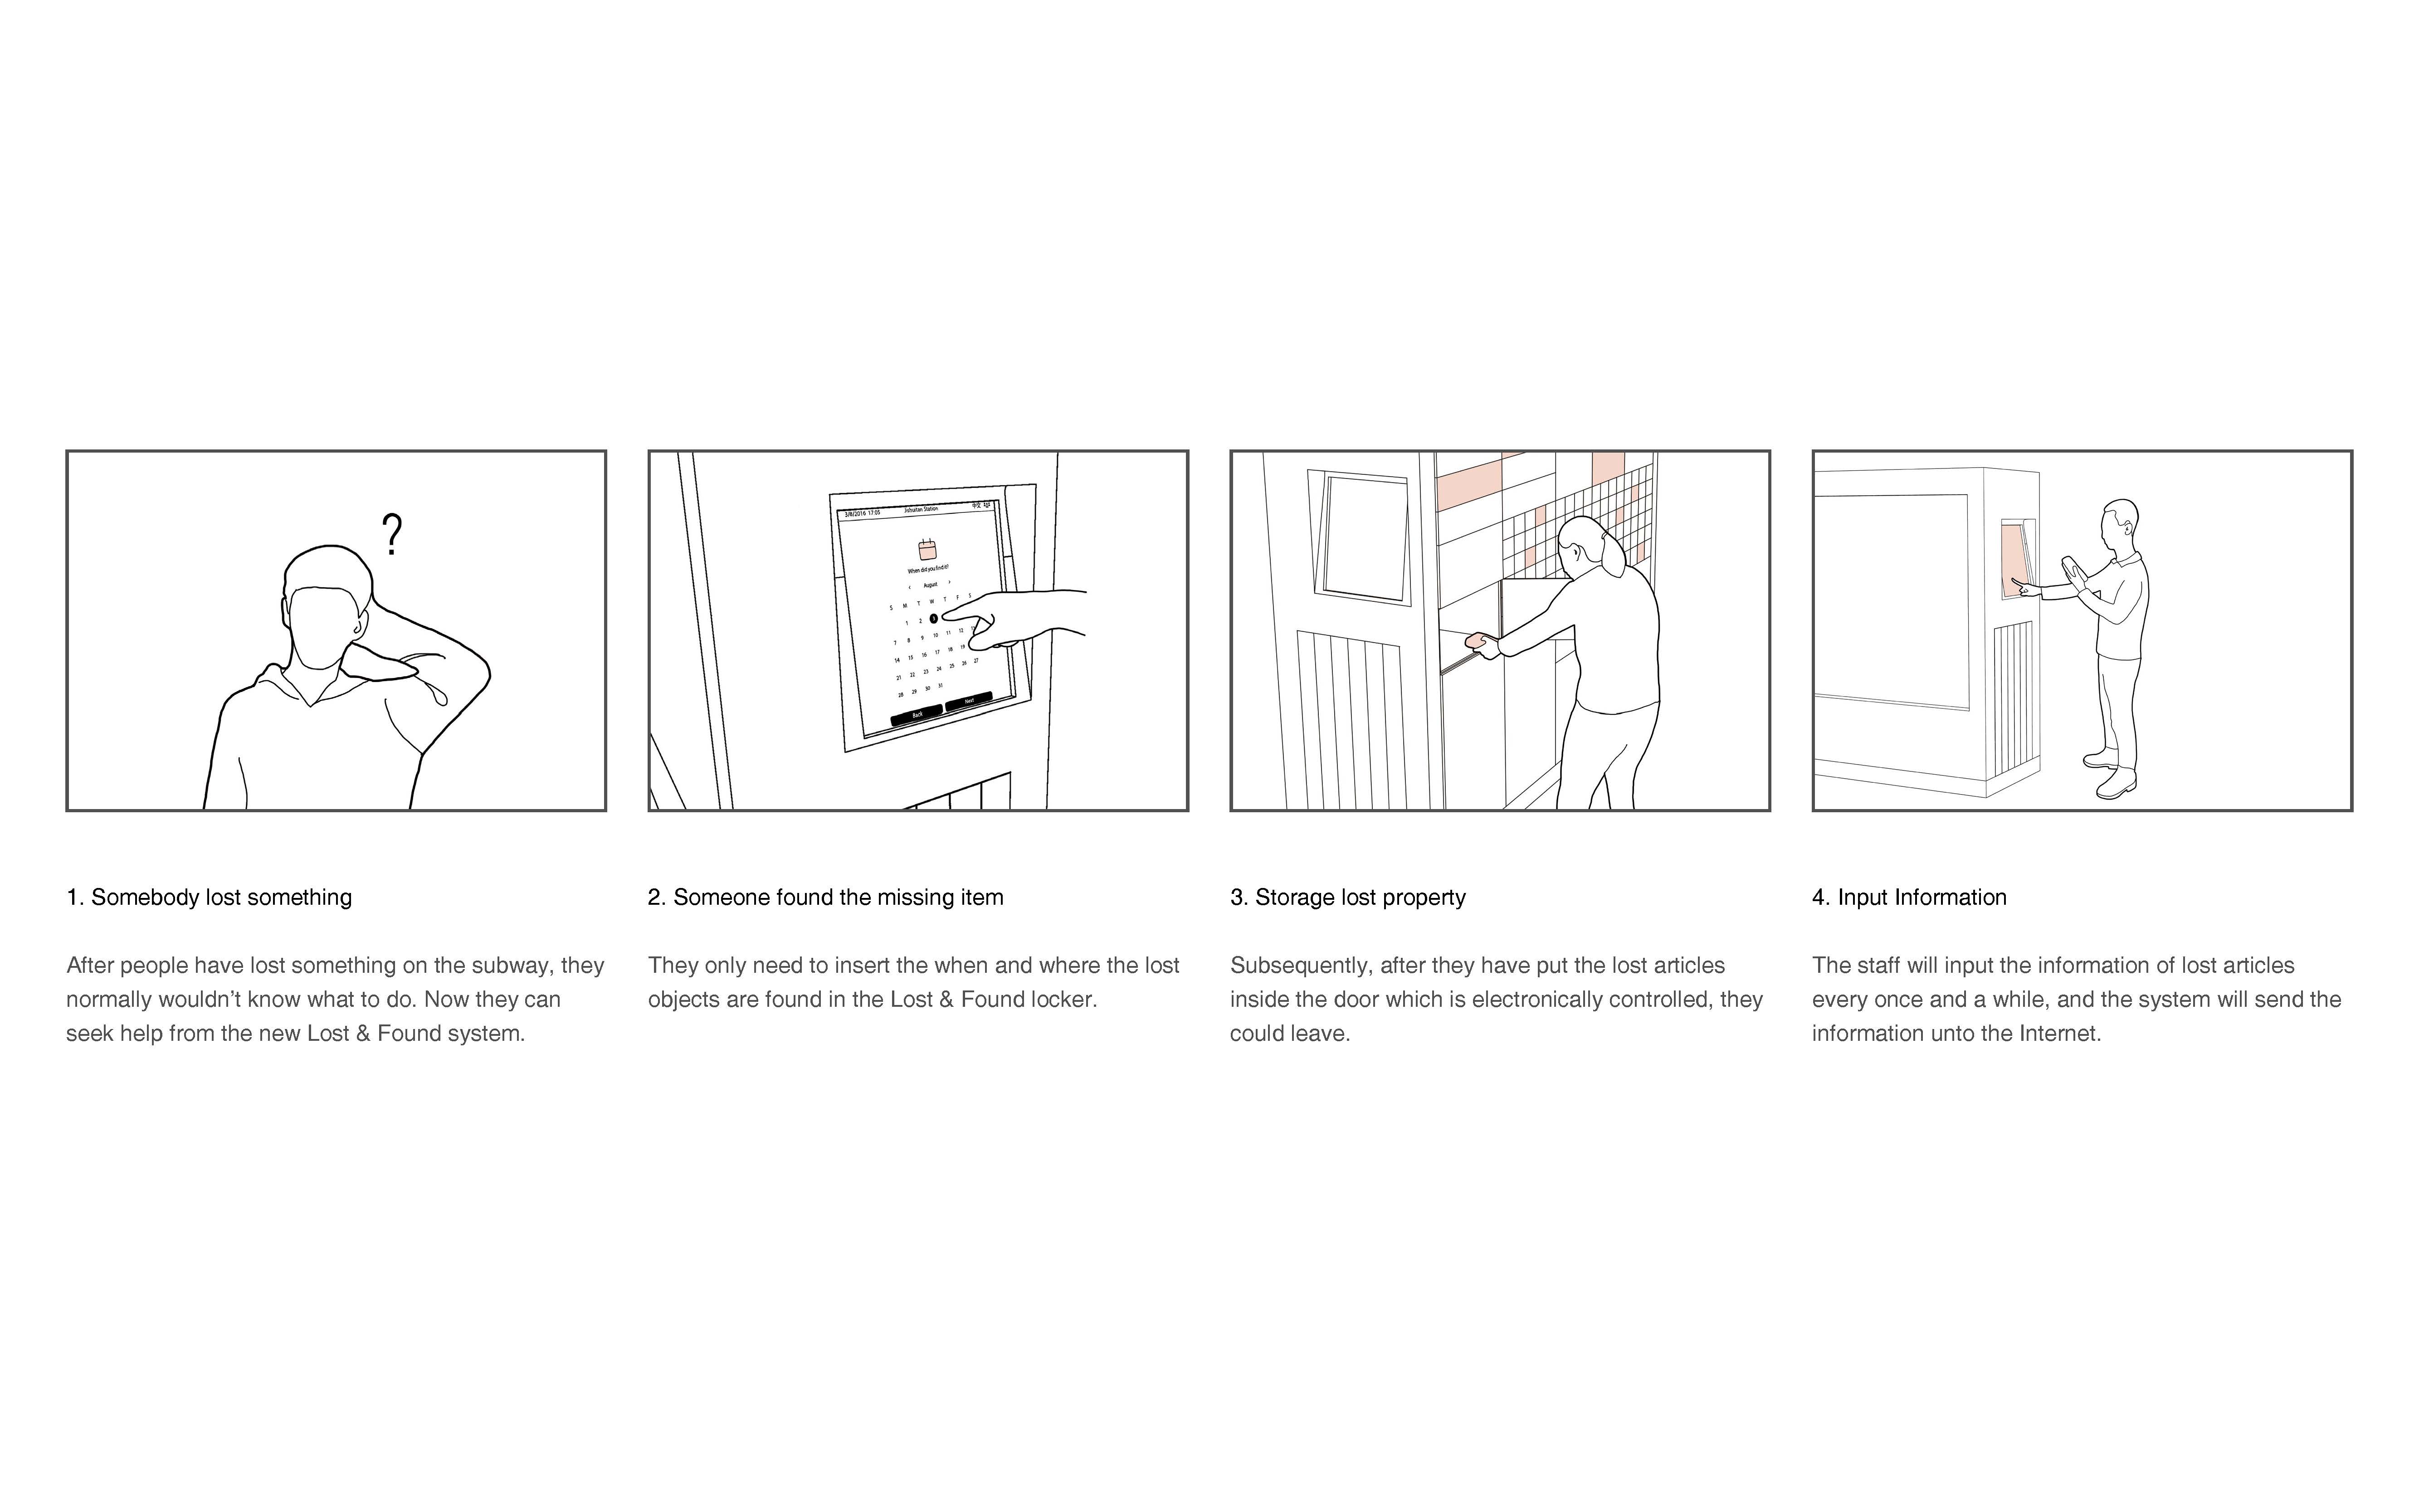 ?
3/8/2016 17:05 Jishuitan Station 中文
When did you find it?
‹ August ›
S M T W T F S
1 2 3
7 8 9 10 11 12 13
14 15 16 17 18 19
21 22 23 24 25 26 27
28 29 30 31
Back Next
1. Somebody lost something
After people have lost something on the subway, they
normally wouldn’t know what to do. Now they can
seek help from the new Lost & Found system.
2. Someone found the missing item
They only need to insert the when and where the lost
objects are found in the Lost & Found locker.
3. Storage lost property
Subsequently, after they have put the lost articles
inside the door which is electronically controlled, they
could leave.
4. Input Information
The staff will input the information of lost articles
every once and a while, and the system will send the
information unto the Internet.